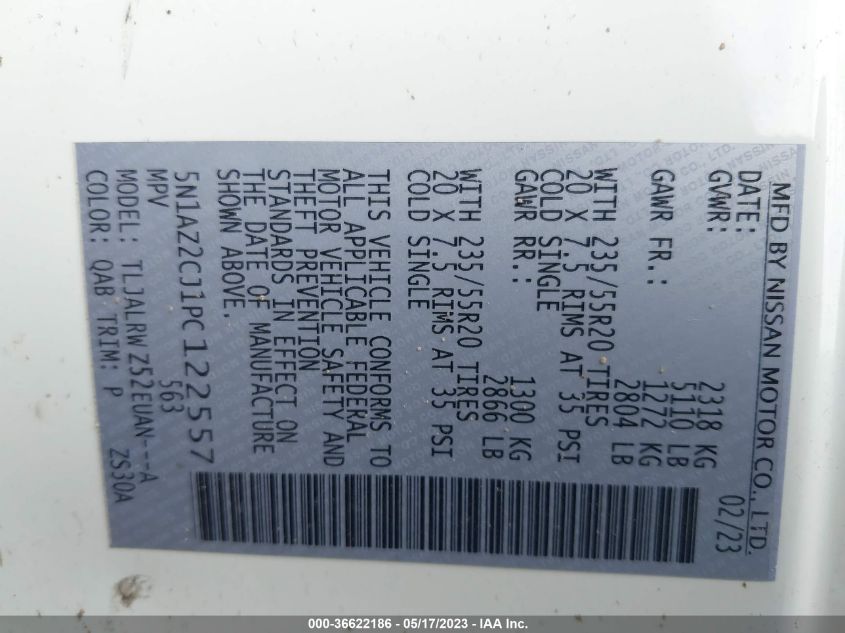 MFD BY NISSAN MOTOR CO., LTD.
DATE: 02/23
GVWR: 2318 KG
5110 LB
GAWR FR.: 1272 KG
2804 LB
WITH 235/55R20 TIRES
20 X 7.5 RIMS AT 35 PSI
COLD SINGLE
GAWR RR.: 1300 KG
2866 LB
WITH 235/55R20 TIRES
20 X 7.5 RIMS AT 35 PSI
COLD SINGLE
THIS VEHICLE CONFORMS TO
ALL APPLICABLE FEDERAL
MOTOR VEHICLE SAFETY AND
THEFT PREVENTION
STANDARDS IN EFFECT ON
THE DATE OF MANUFACTURE
SHOWN ABOVE.
5N1AZ2CJ1PC122557
MPV 563
MODEL: TLJALRW Z52EUAN---A
COLOR: QAB TRIM: P ZS30A
000-36622186 - 05/17/2023 - IAA Inc.